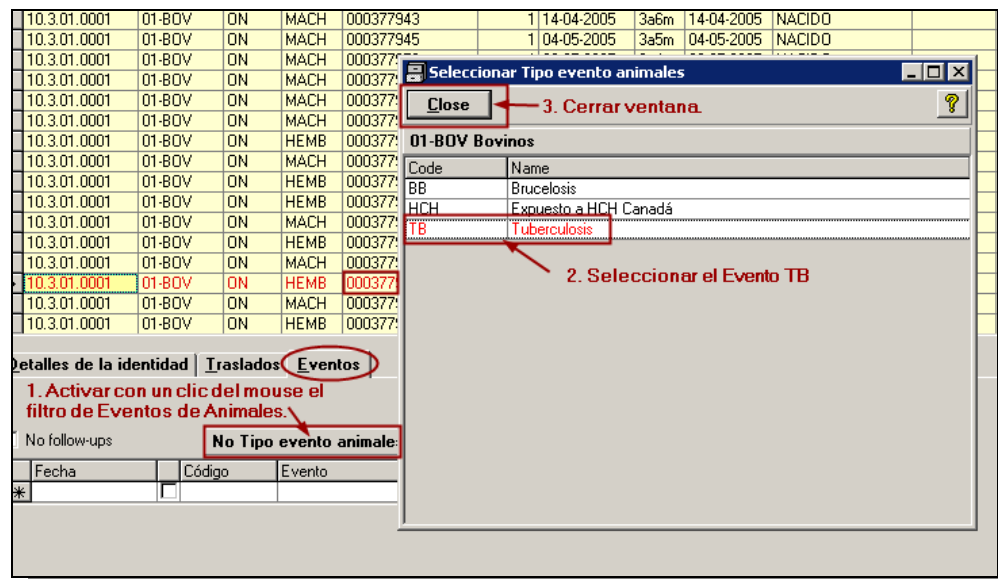 10.3.01.0001 01-BOV ON MACH 000377943 1 14-04-2005 3a6m 14-04-2005 NACIDO
10.3.01.0001 01-BOV ON MACH 000377945 1 04-05-2005 3a5m 04-05-2005 NACIDO
10.3.01.0001 01-BOV ON MACH
10.3.01.0001 01-BOV ON MACH
10.3.01.0001 01-BOV ON MACH
10.3.01.0001 01-BOV ON MACH
10.3.01.0001 01-BOV ON HEMB
10.3.01.0001 01-BOV ON MACH
10.3.01.0001 01-BOV ON HEMB
10.3.01.0001 01-BOV ON HEMB
10.3.01.0001 01-BOV ON MACH
10.3.01.0001 01-BOV ON HEMB
10.3.01.0001 01-BOV ON MACH
10.3.01.0001 01-BOV ON HEMB
10.3.01.0001 01-BOV ON MACH
10.3.01.0001 01-BOV ON HEMB
Seleccionar Tipo evento animales
Close
3. Cerrar ventana.
01-BOV Bovinos
Code Name
BB Brucelosis
HCH Expuesto a HCH Canadá
TB Tuberculosis
2. Seleccionar el Evento TB
Detalles de la identidad Traslados Eventos
1. Activar con un clic del mouse el
filtro de Eventos de Animales.
No follow-ups No Tipo evento animale
Fecha Código Evento